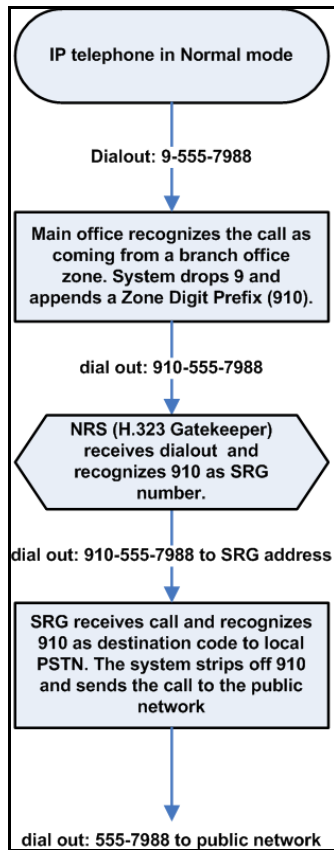 IP telephone in Normal mode
Dialout: 9-555-7988
Main office recognizes the call as
coming from a branch office
zone. System drops 9 and
appends a Zone Digit Prefix (910).
dial out: 910-555-7988
NRS (H.323 Gatekeeper)
receives dialout and
recognizes 910 as SRG
number.
dial out: 910-555-7988 to SRG address
SRG receives call and recognizes
910 as destination code to local
PSTN. The system strips off 910
and sends the call to the public
network
dial out: 555-7988 to public network